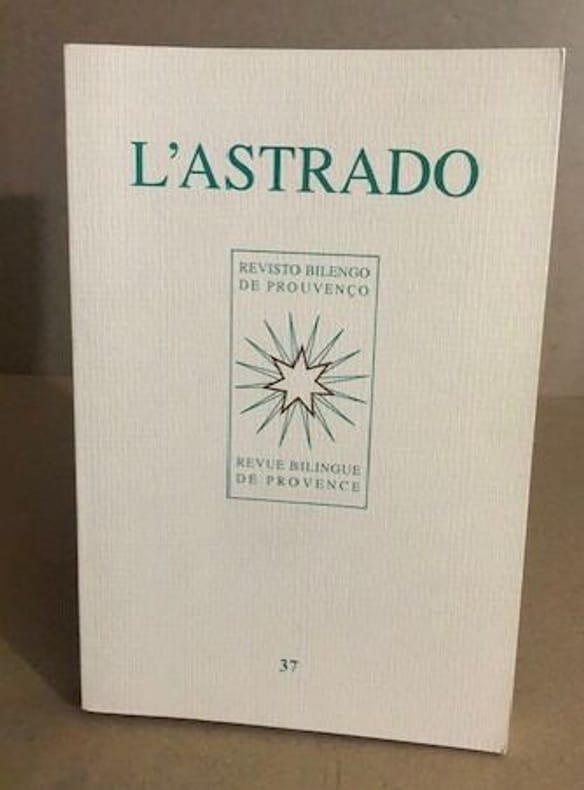 L'ASTRADO
REVISTO BILENGO
DE PROUVENÇO
REVUE BILINGUE
DE PROVENCE
37